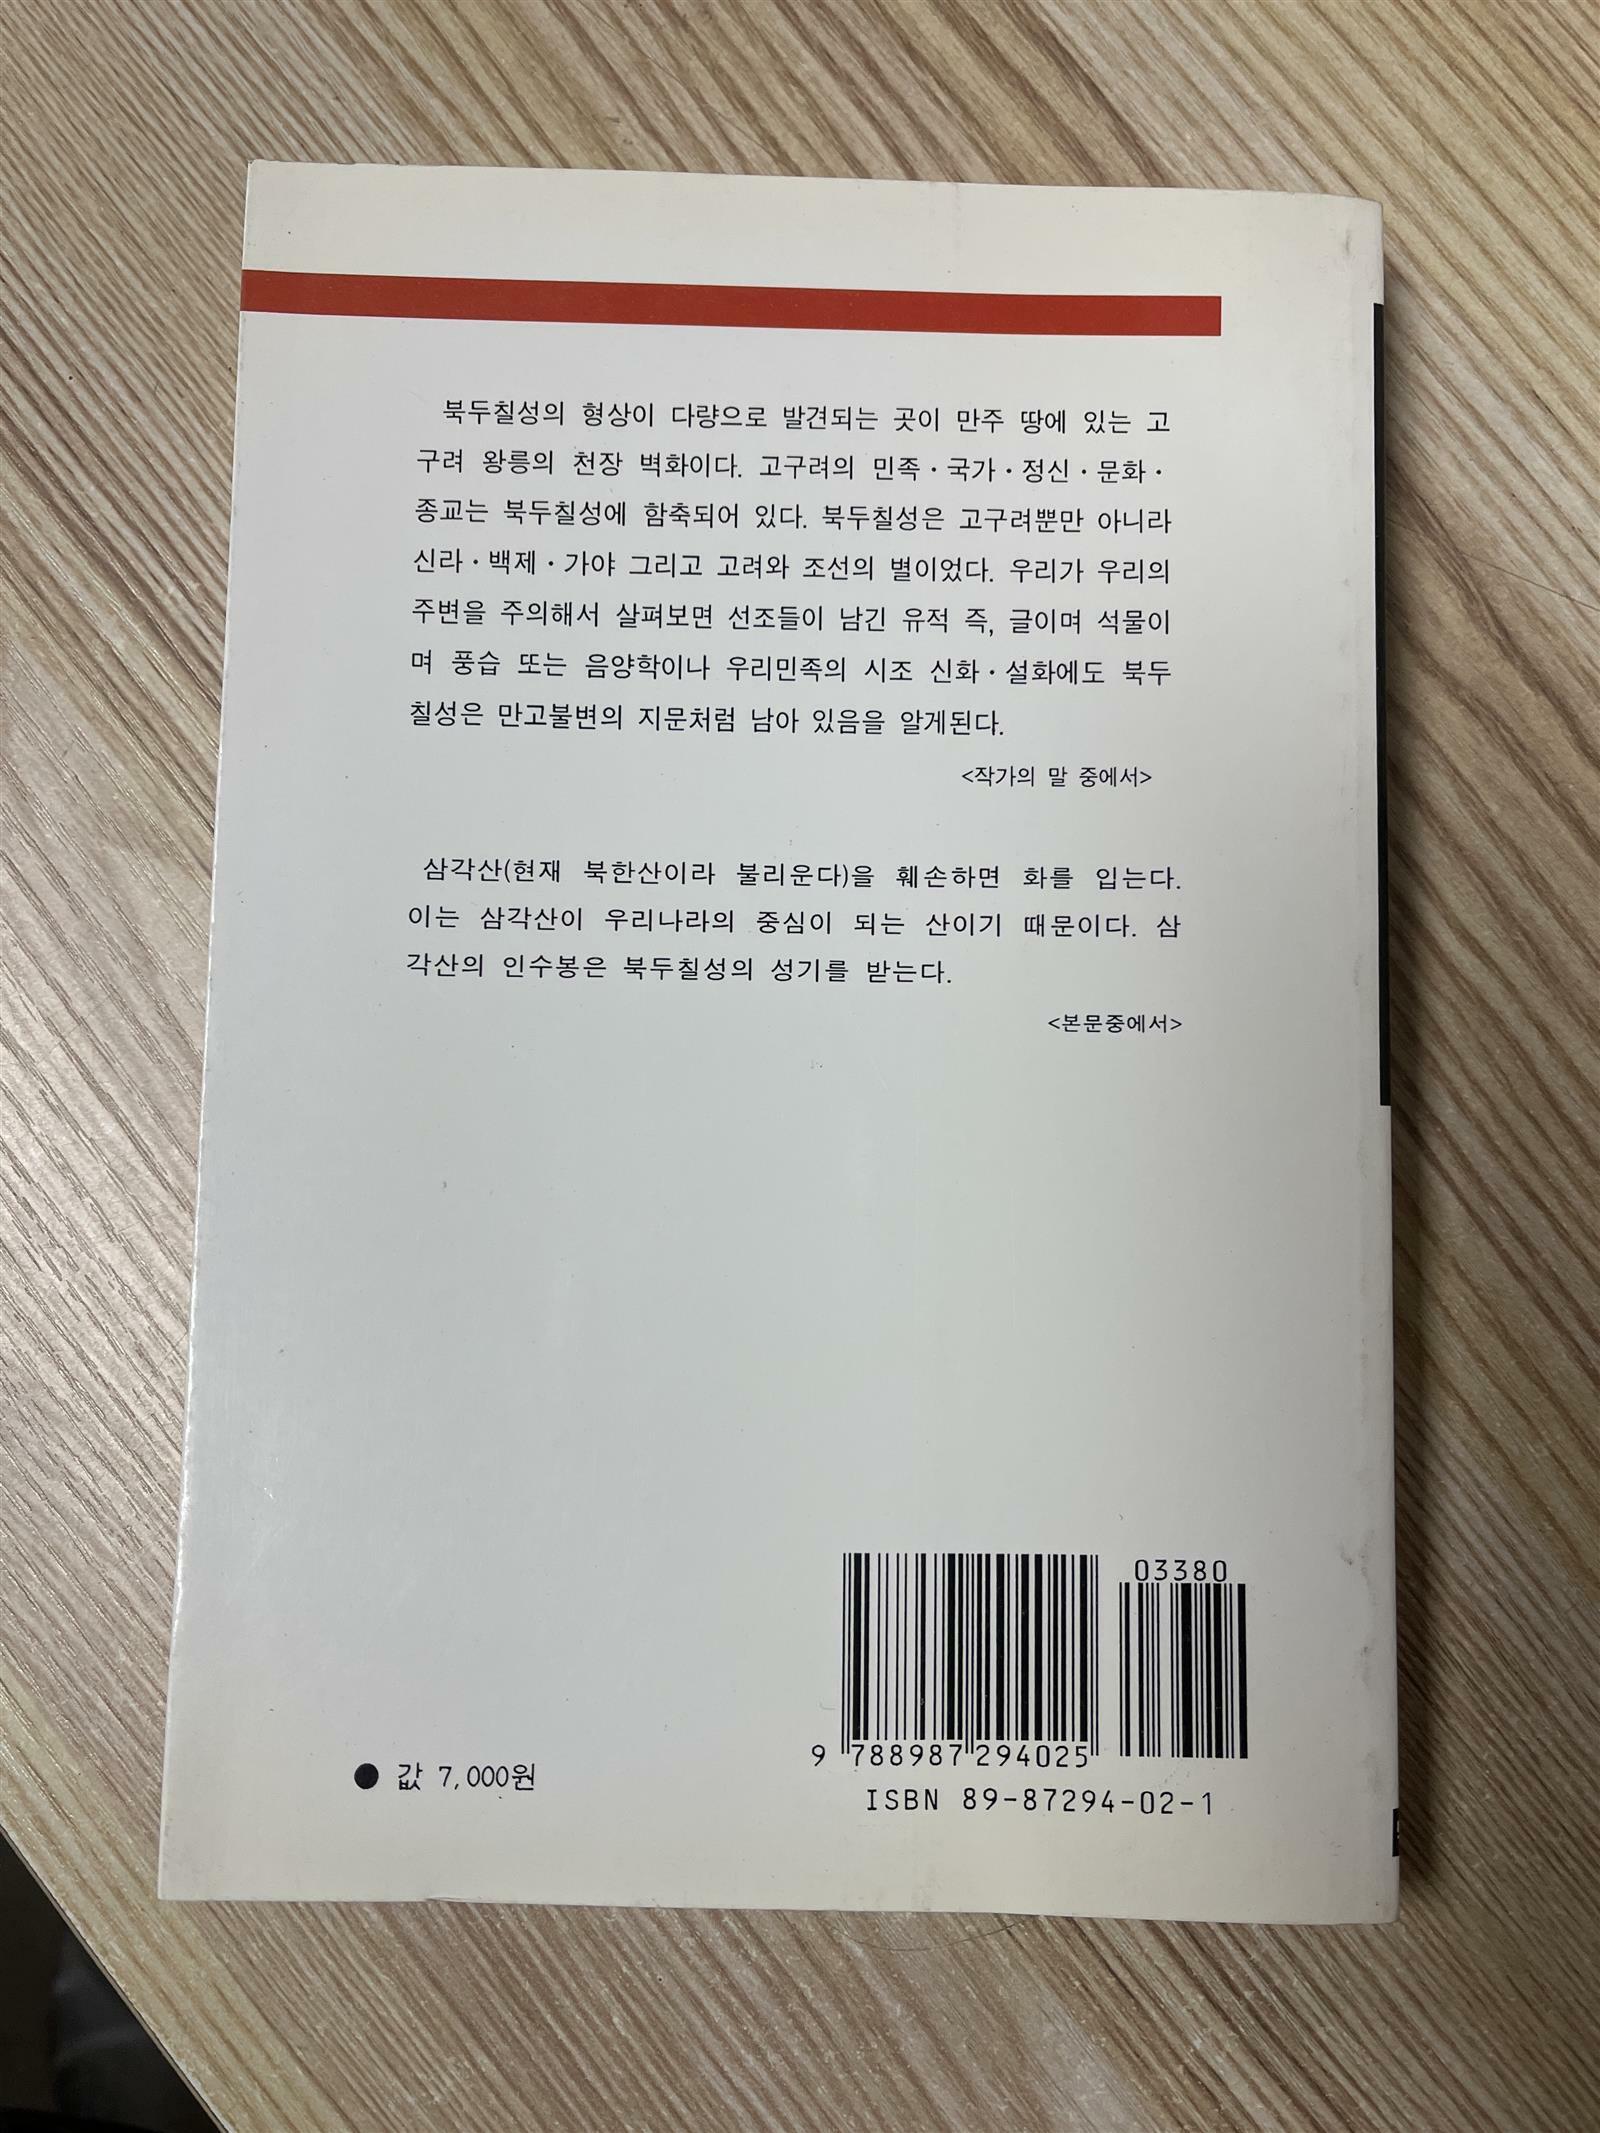 북두칠성의 형상이 다량으로 발견되는 곳이 만주 땅에 있는 고
구려 왕릉의 천장 벽화이다. 고구려의 민족·국가·정신·문화·
종교는 북두칠성에 함축되어 있다. 북두칠성은 고구려뿐만 아니라
신라·백제·가야 그리고 고려와 조선의 별이었다. 우리가 우리의
주변을 주의해서 살펴보면 선조들이 남긴 유적 즉, 글이며 석물이
며 풍습 또는 음양학이나 우리민족의 시조 신화·설화에도 북두
칠성은 만고불변의 지문처럼 남아 있음을 알게된다.
<작가의 말 중에서>
삼각산(현재 북한산이라 불리운다)을 훼손하면 화를 입는다.
이는 삼각산이 우리나라의 중심이 되는 산이기 때문이다. 삼
각산의 인수봉은 북두칠성의 성기를 받는다.
<본문중에서>
03380
9 788987 294025
ISBN 89-87294-02-1
● 값 7,000원